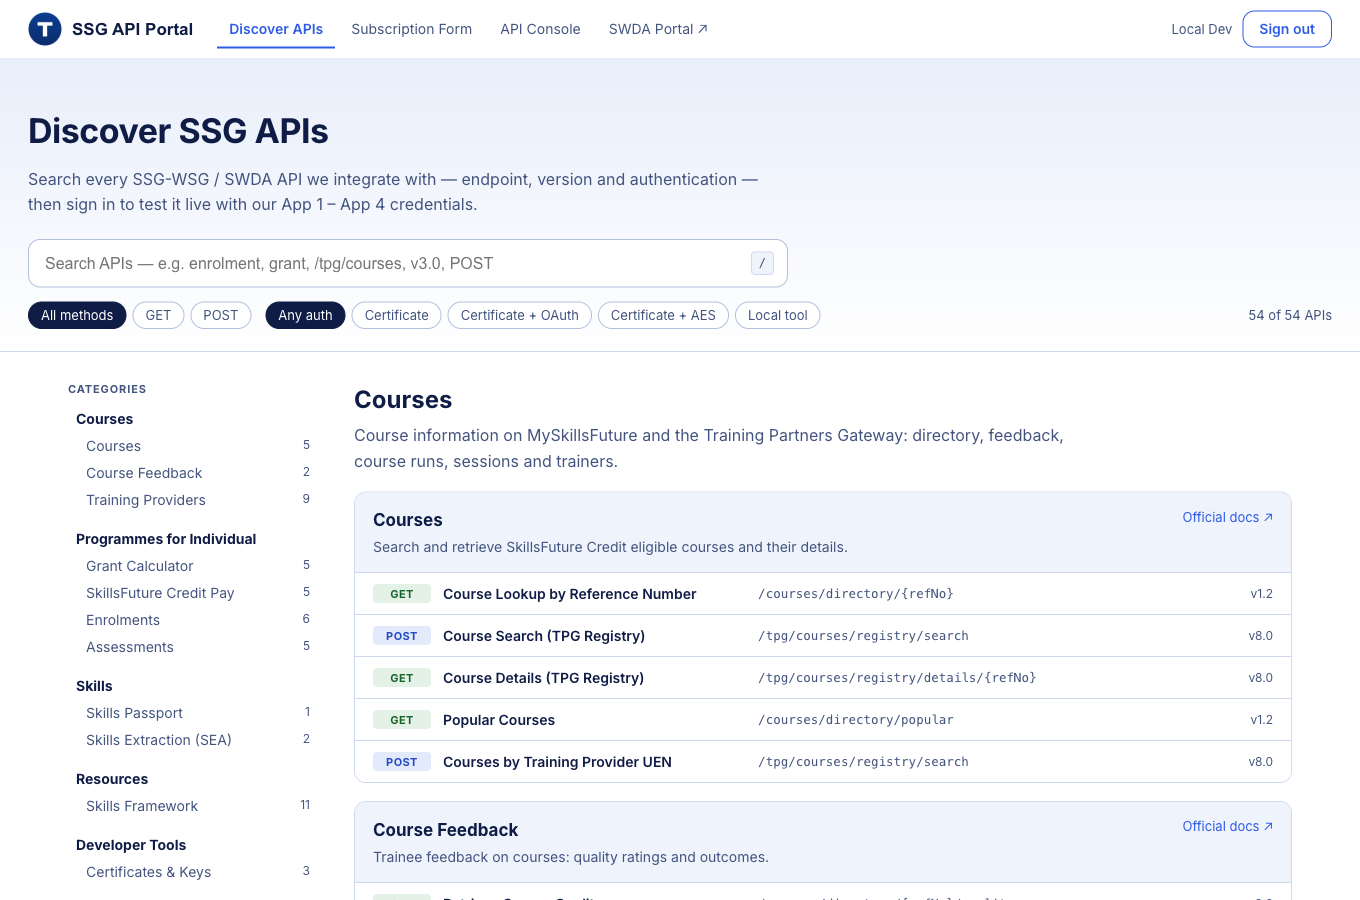 T SSG API Portal
Discover APIs
Subscription Form
API Console
SWDA Portal ↗
Local Dev
Sign out
Discover SSG APIs
Search every SSG-WSG / SWDA API we integrate with — endpoint, version and authentication —
then sign in to test it live with our App 1 – App 4 credentials.
Search APIs — e.g. enrolment, grant, /tpg/courses, v3.0, POST
/
All methods
GET
POST
Any auth
Certificate
Certificate + OAuth
Certificate + AES
Local tool
54 of 54 APIs
CATEGORIES
Courses
Courses 5
Course Feedback 2
Training Providers 9
Programmes for Individual
Grant Calculator 5
SkillsFuture Credit Pay 5
Enrolments 6
Assessments 5
Skills
Skills Passport 1
Skills Extraction (SEA) 2
Resources
Skills Framework 11
Developer Tools
Certificates & Keys 3
Courses
Course information on MySkillsFuture and the Training Partners Gateway: directory, feedback,
course runs, sessions and trainers.
Courses
Official docs ↗
Search and retrieve SkillsFuture Credit eligible courses and their details.
GET Course Lookup by Reference Number /courses/directory/{refNo} v1.2
POST Course Search (TPG Registry) /tpg/courses/registry/search v8.0
GET Course Details (TPG Registry) /tpg/courses/registry/details/{refNo} v8.0
GET Popular Courses /courses/directory/popular v1.2
POST Courses by Training Provider UEN /tpg/courses/registry/search v8.0
Course Feedback
Official docs ↗
Trainee feedback on courses: quality ratings and outcomes.